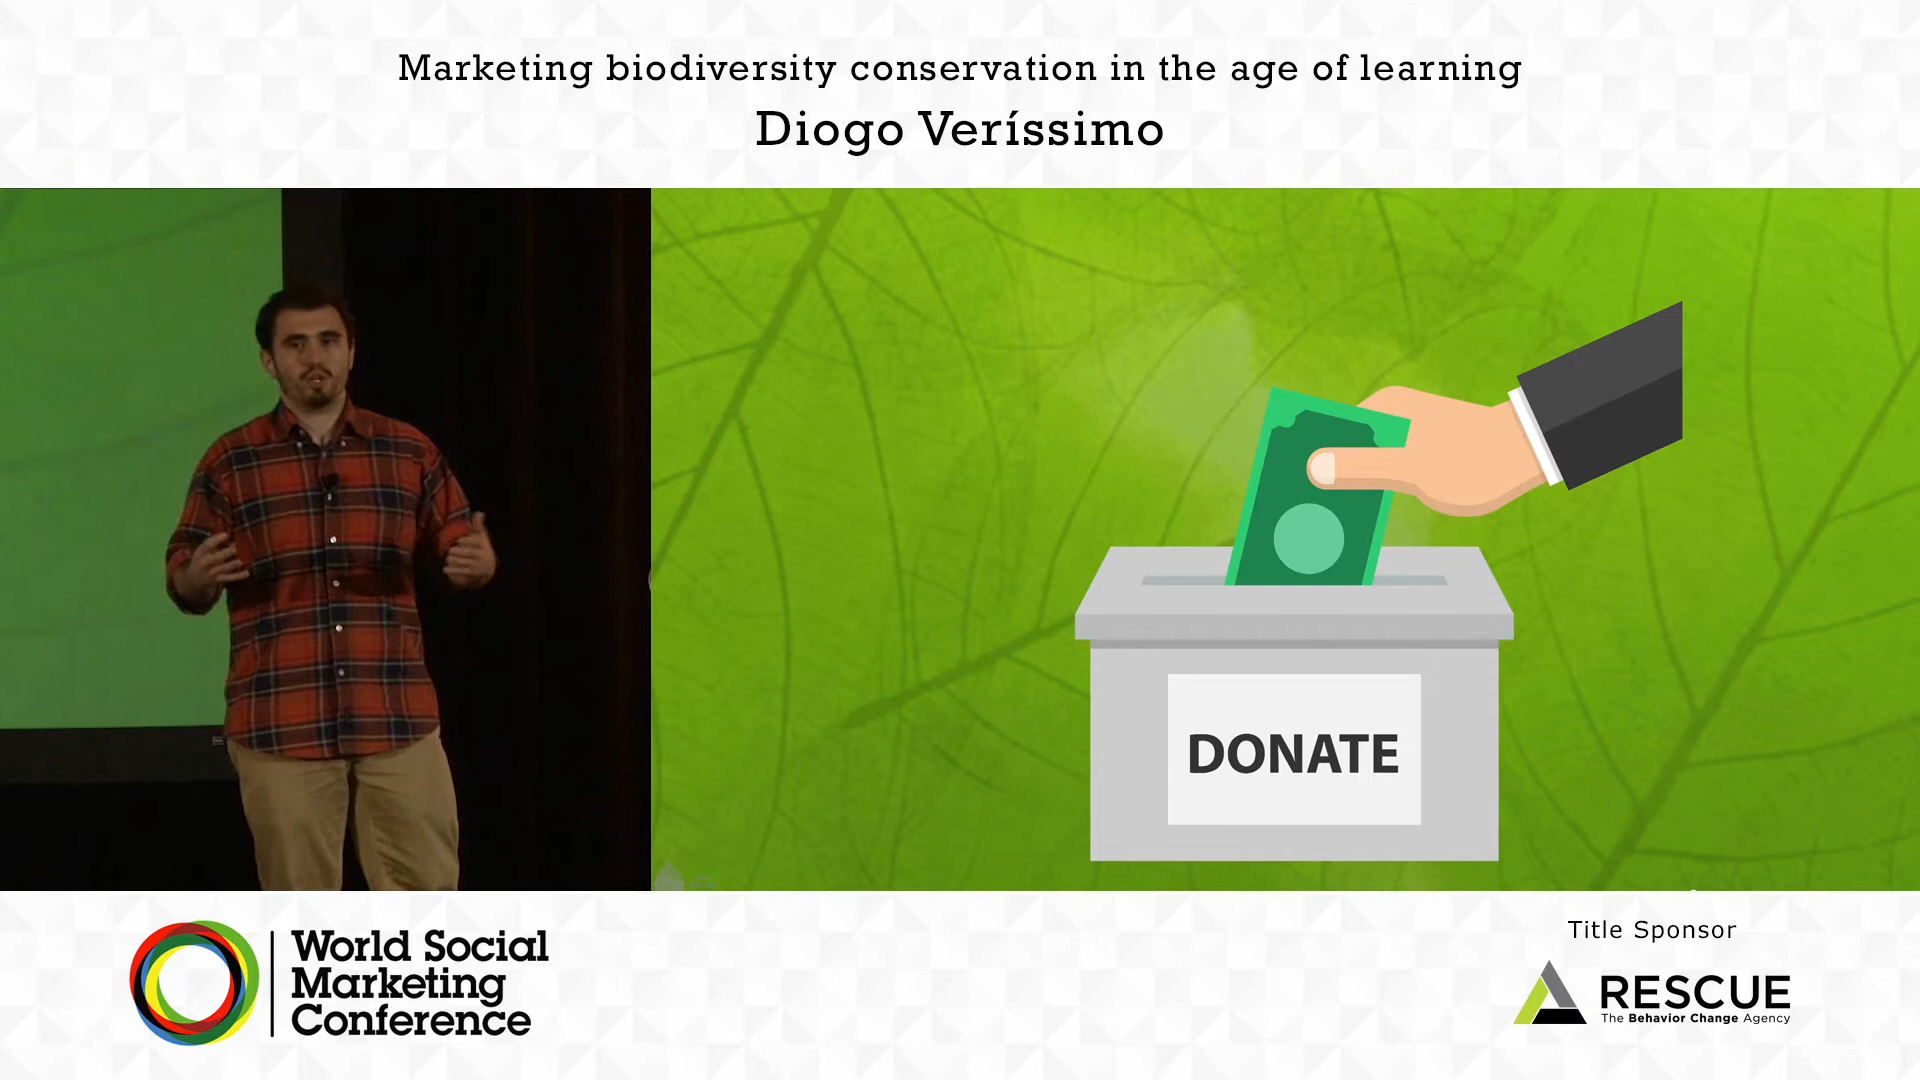 Marketing biodiversity conservation in the age of learning
Diogo Veríssimo
DONATE
World Social
Marketing
Conference
Title Sponsor
RESCUE
The Behavior Change Agency